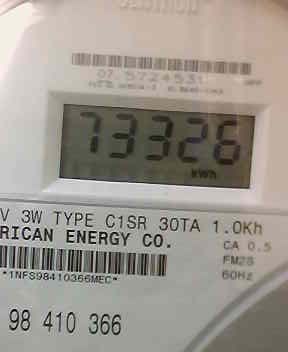 07.5724531
73326
kWh
V 3W TYPE C1SR 30TA 1.0Kh
RICAN ENERGY CO.
CA 0.5
FM2S
60Hz
*1NFS98410366MEC*
98 410 366